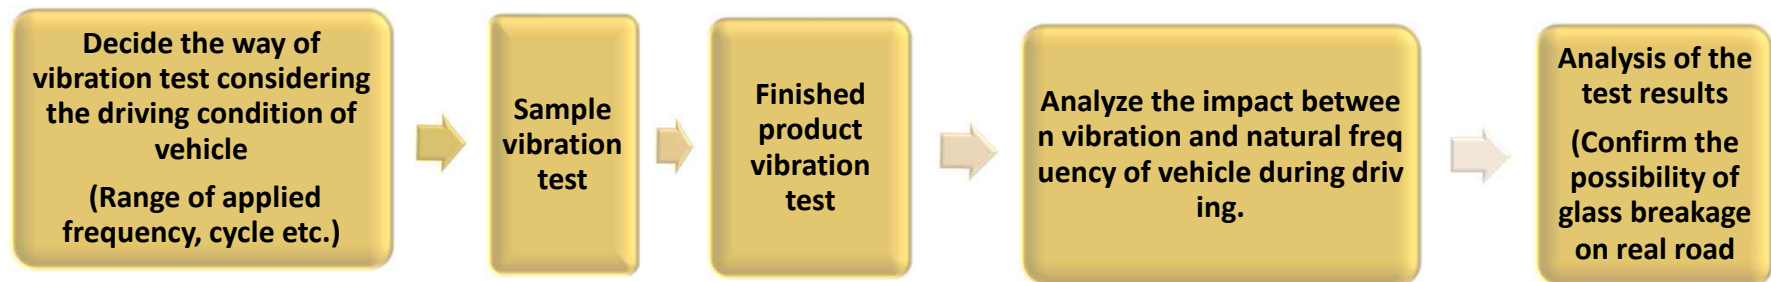 Decide the way of
vibration test considering
the driving condition of
vehicle
(Range of applied
frequency, cycle etc.)
Sample
vibration
test
Finished
product
vibration
test
Analyze the impact betwee
n vibration and natural freq
uency of vehicle during driv
ing.
Analysis of the
test results
(Confirm the
possibility of
glass breakage
on real road